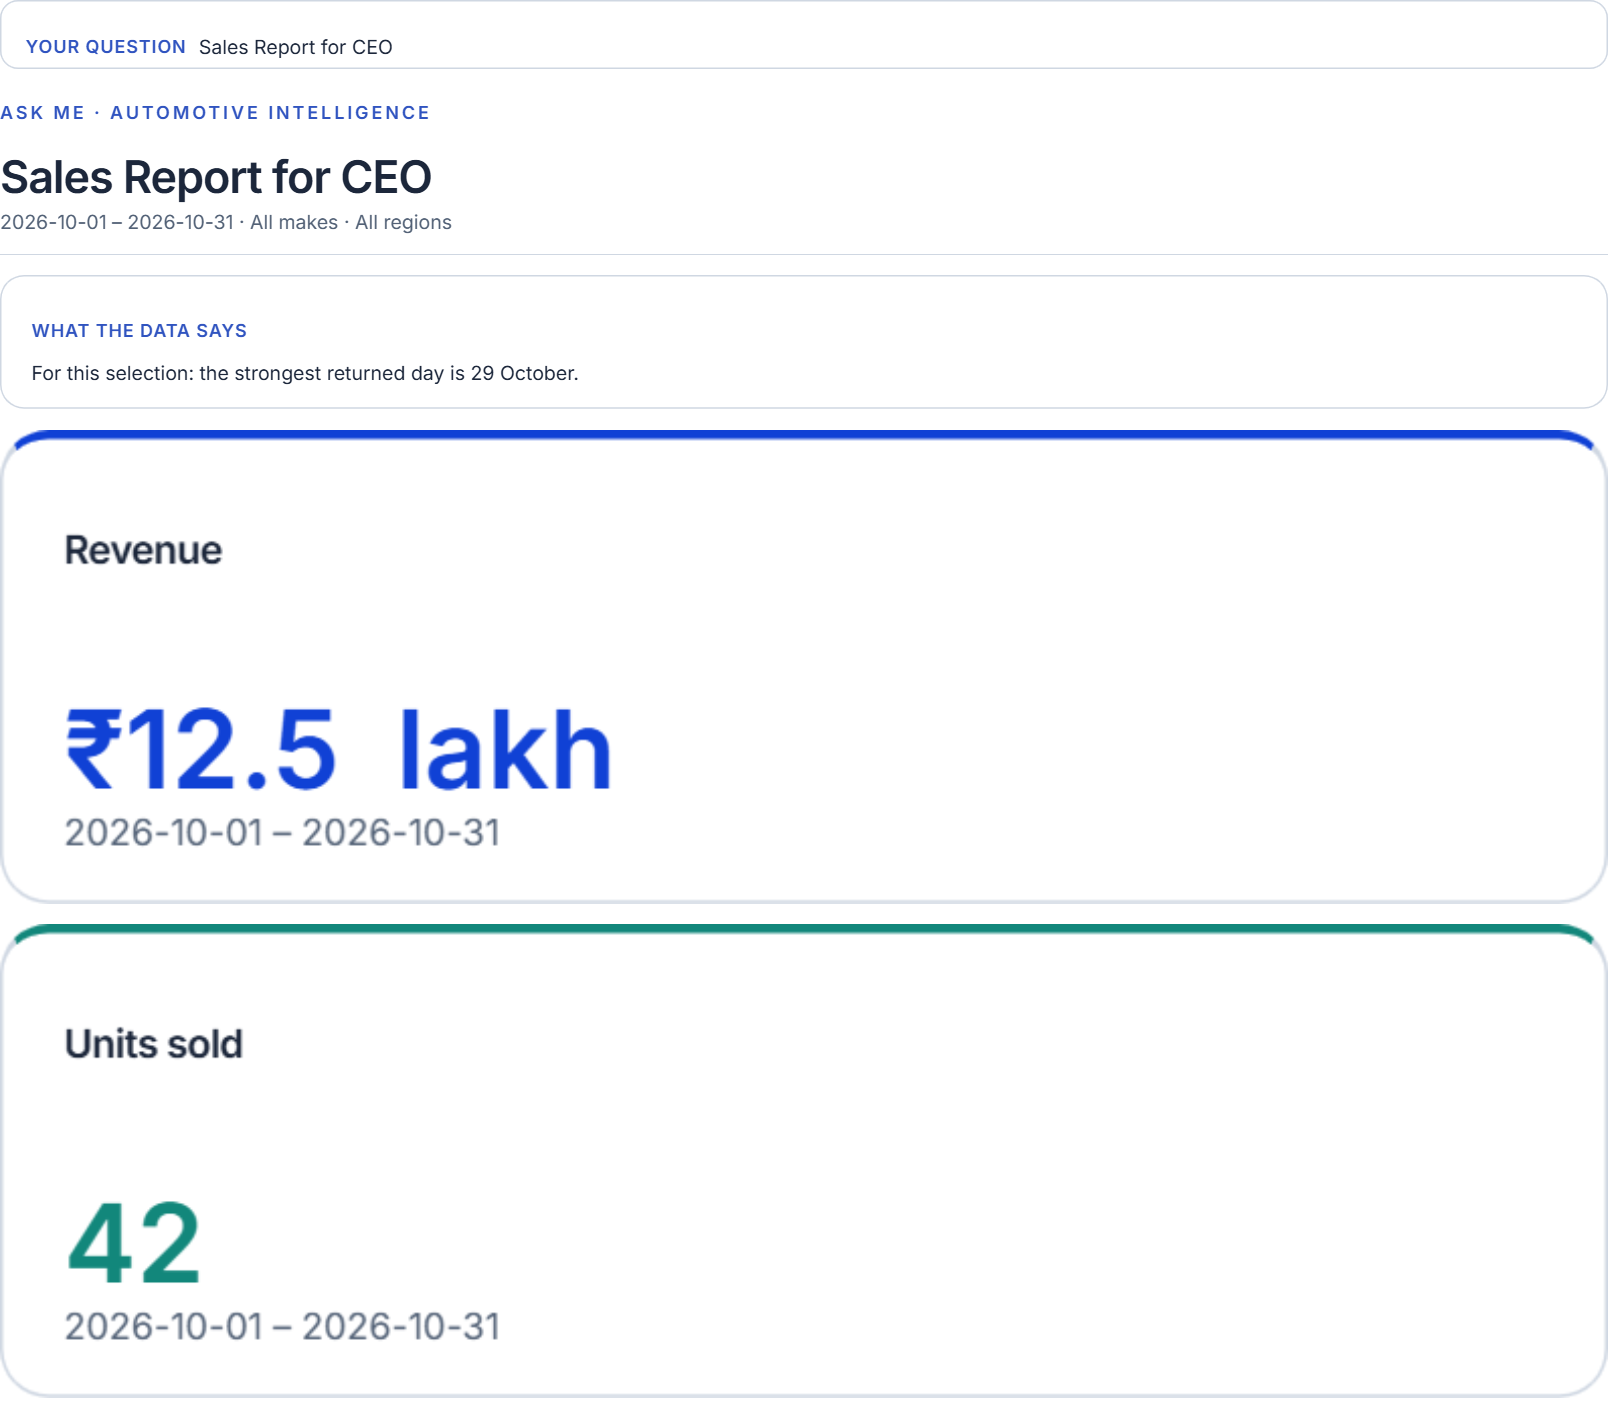 YOUR QUESTION Sales Report for CEO
ASK ME · AUTOMOTIVE INTELLIGENCE
Sales Report for CEO
2026-10-01 – 2026-10-31 · All makes · All regions
WHAT THE DATA SAYS
For this selection: the strongest returned day is 29 October.
Revenue
₹12.5 lakh
2026-10-01 – 2026-10-31
Units sold
42
2026-10-01 – 2026-10-31